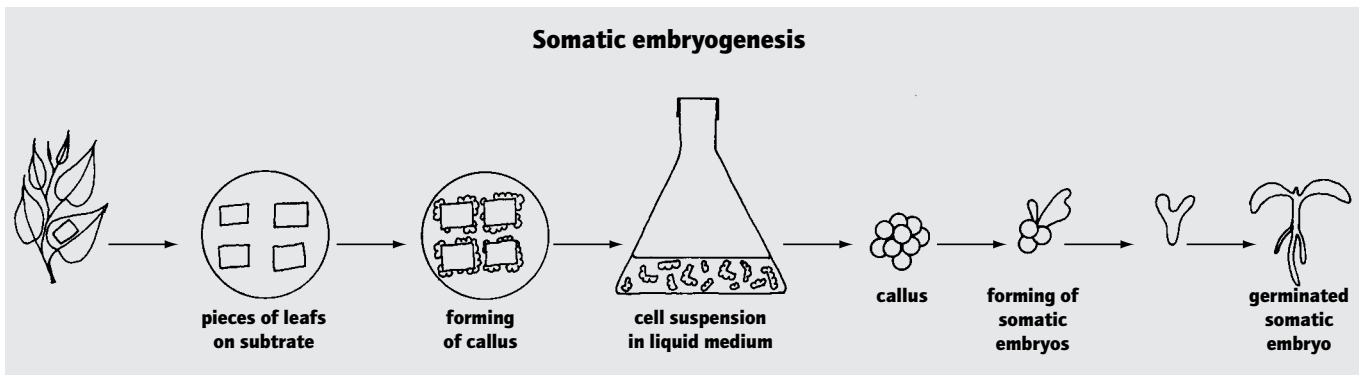 Somatic embryogenesis
pieces of leafs
on subtrate
forming
of callus
cell suspension
in liquid medium
callus
forming of
somatic
embryos
germinated
somatic
embryo